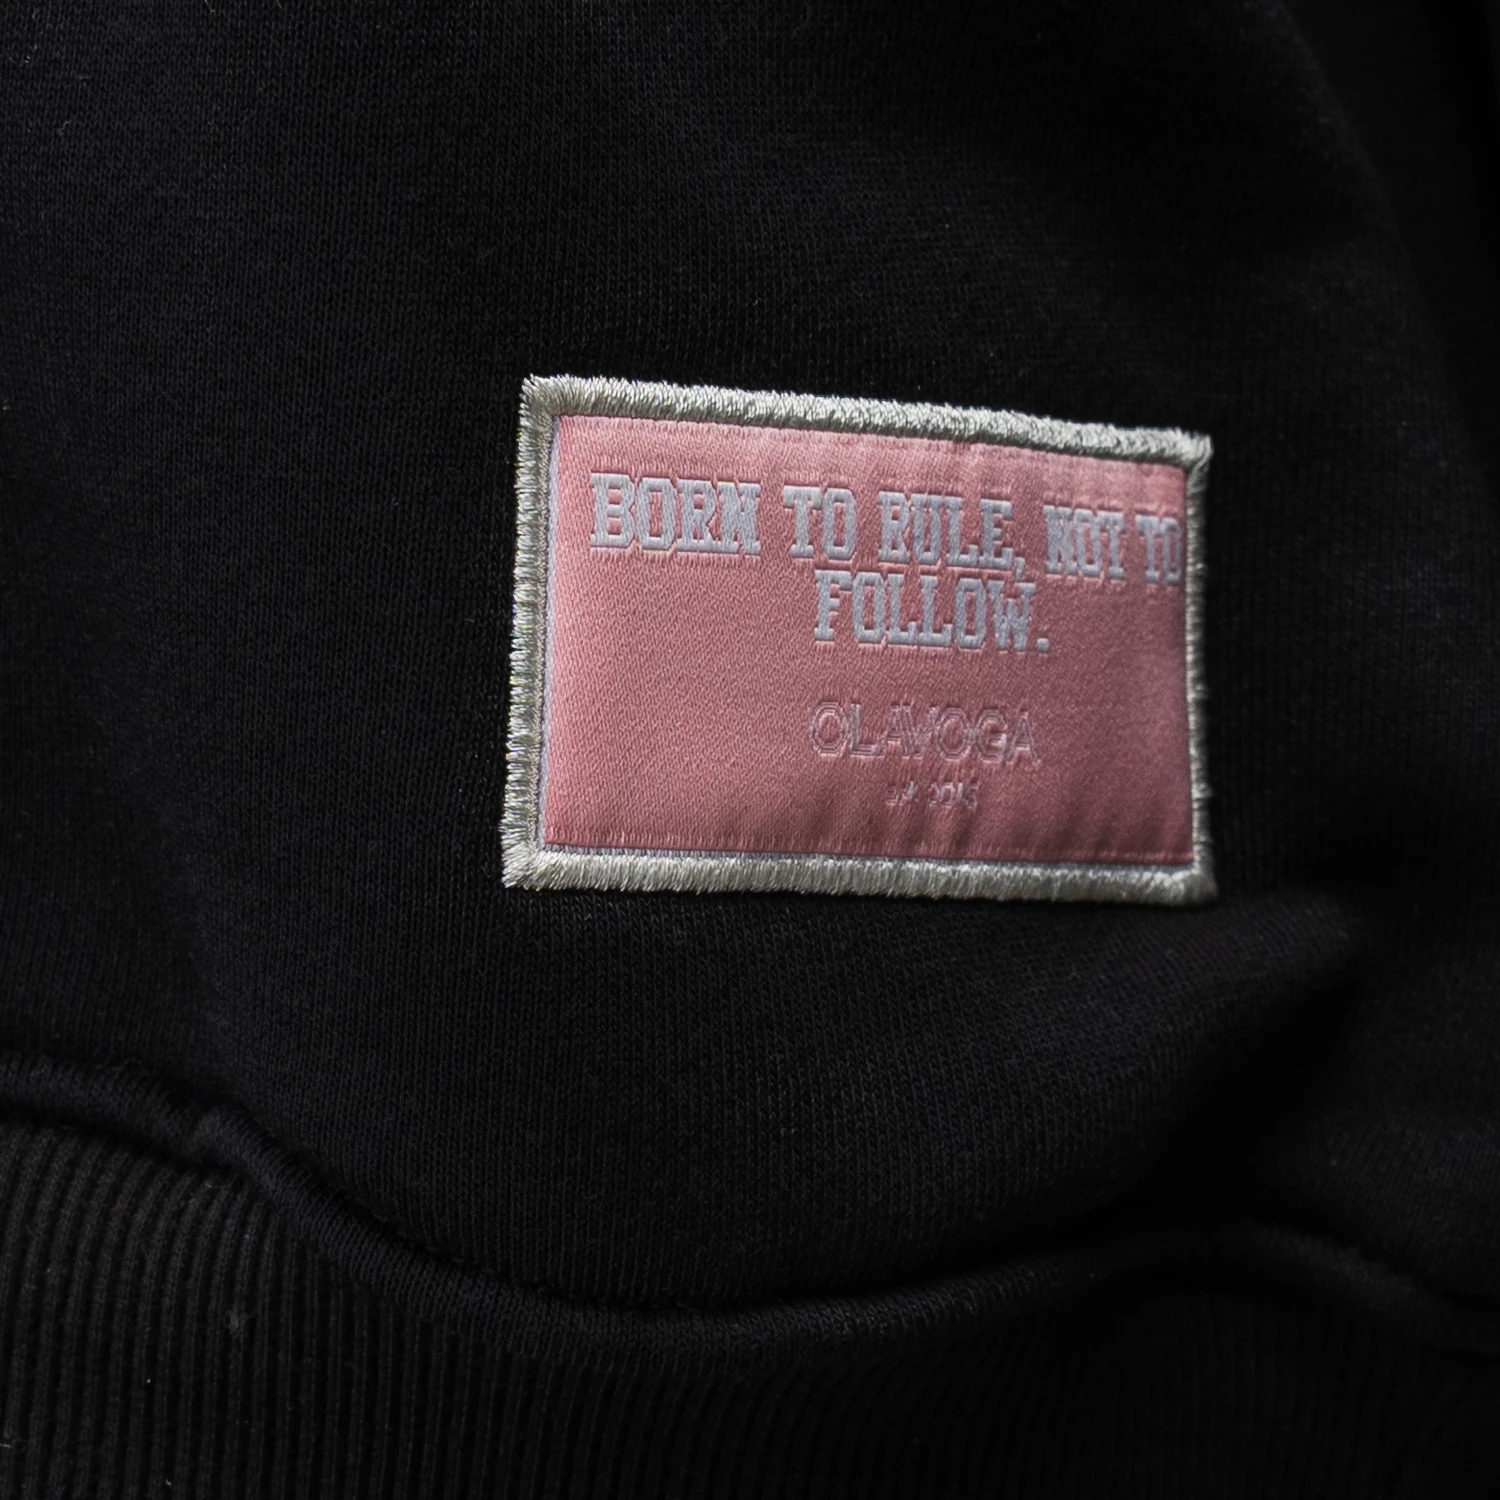 BORN TO RULE, NOT TO
FOLLOW.
OLAVOGA